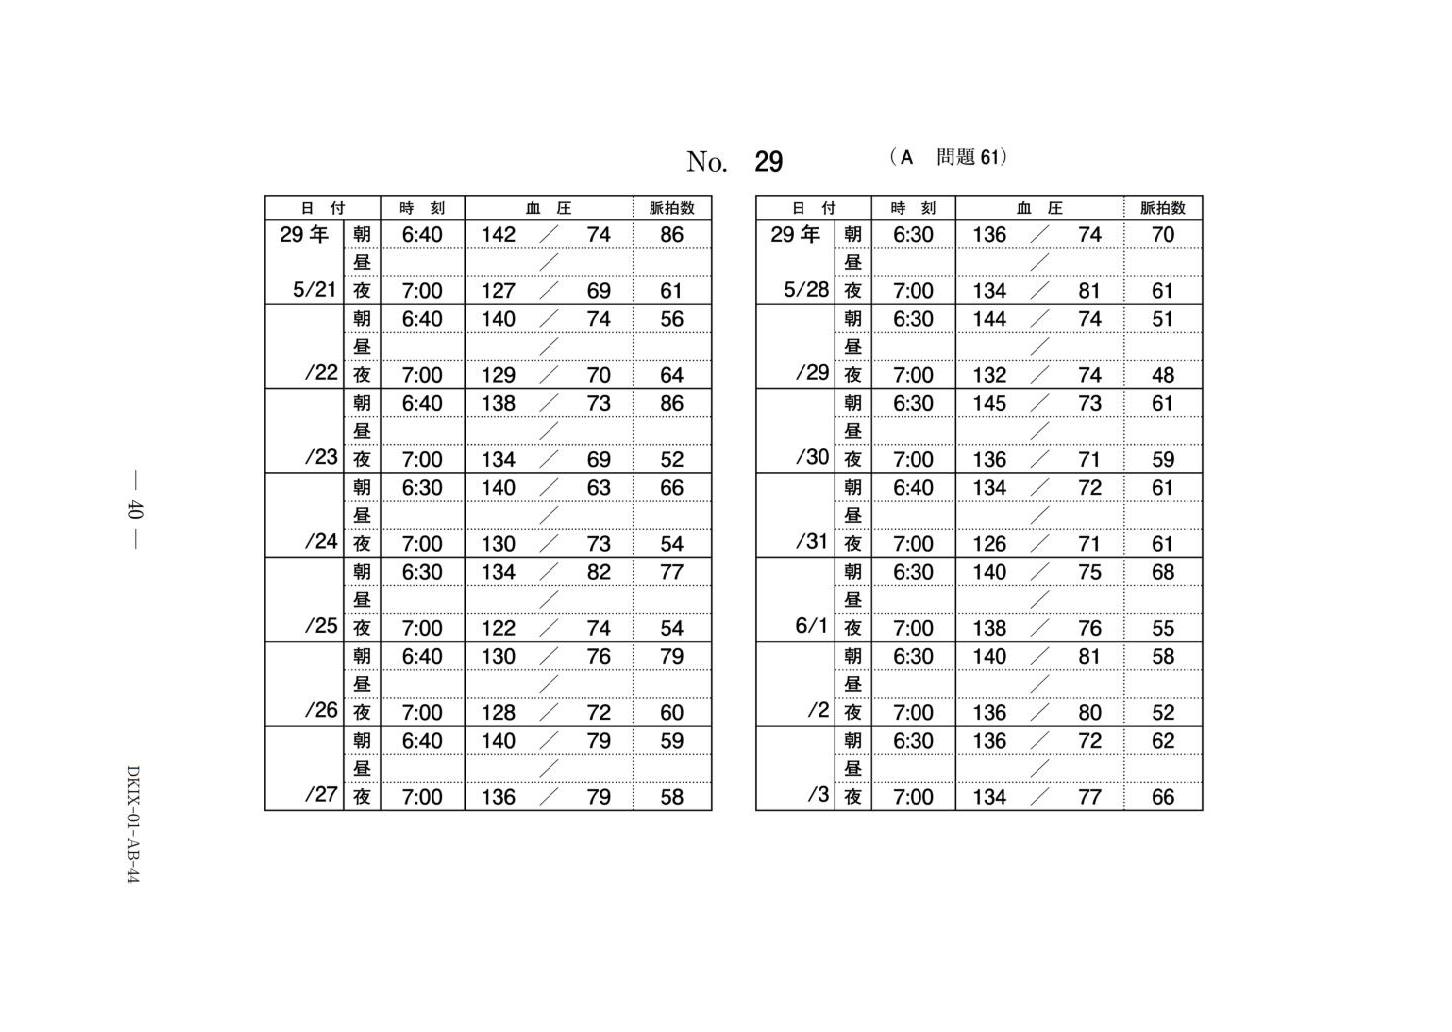 No. 29 （A 問題 61）
日 付 時 刻 血 圧 脈拍数
29 年 朝 6:40 142 ／ 74 86
昼 ／
5/21 夜 7:00 127 ／ 69 61
朝 6:40 140 ／ 74 56
昼 ／
/22 夜 7:00 129 ／ 70 64
朝 6:40 138 ／ 73 86
昼 ／
/23 夜 7:00 134 ／ 69 52
朝 6:30 140 ／ 63 66
昼 ／
/24 夜 7:00 130 ／ 73 54
朝 6:30 134 ／ 82 77
昼 ／
/25 夜 7:00 122 ／ 74 54
朝 6:40 130 ／ 76 79
昼 ／
/26 夜 7:00 128 ／ 72 60
朝 6:40 140 ／ 79 59
昼 ／
/27 夜 7:00 136 ／ 79 58
日 付 時 刻 血 圧 脈拍数
29 年 朝 6:30 136 ／ 74 70
昼 ／
5/28 夜 7:00 134 ／ 81 61
朝 6:30 144 ／ 74 51
昼 ／
/29 夜 7:00 132 ／ 74 48
朝 6:30 145 ／ 73 61
昼 ／
/30 夜 7:00 136 ／ 71 59
朝 6:40 134 ／ 72 61
昼 ／
/31 夜 7:00 126 ／ 71 61
朝 6:30 140 ／ 75 68
昼 ／
6/1 夜 7:00 138 ／ 76 55
朝 6:30 140 ／ 81 58
昼 ／
/2 夜 7:00 136 ／ 80 52
朝 6:30 136 ／ 72 62
昼 ／
/3 夜 7:00 134 ／ 77 66
— 40 —
DKIX-01-AB-44